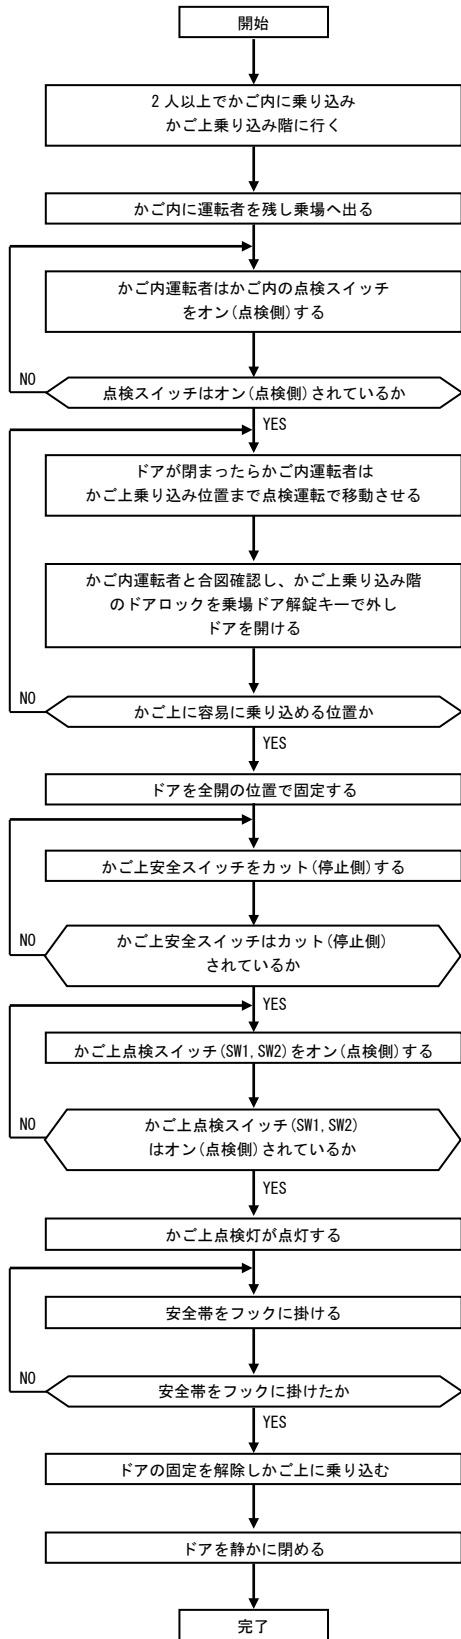 開始
2人以上でかご内に乗り込み
かご上乗り込み階に行く
かご内に運転者を残し乗場へ出る
かご内運転者はかご内の点検スイッチ
をオン(点検側)する
NO
点検スイッチはオン(点検側)されているか
YES
ドアが閉まったらかご内運転者は
かご上乗り込み位置まで点検運転で移動させる
かご内運転者と合図確認し、かご上乗り込み階
のドアロックを乗場ドア解錠キーで外し
ドアを開ける
NO
かご上に容易に乗り込める位置か
YES
ドアを全開の位置で固定する
かご上安全スイッチをカット(停止側)する
NO
かご上安全スイッチはカット(停止側)
されているか
YES
かご上点検スイッチ(SW1,SW2)をオン(点検側)する
NO
かご上点検スイッチ(SW1,SW2)
はオン(点検側)されているか
YES
かご上点検灯が点灯する
安全帯をフックに掛ける
NO
安全帯をフックに掛けたか
YES
ドアの固定を解除しかご上に乗り込む
ドアを静かに閉める
完了